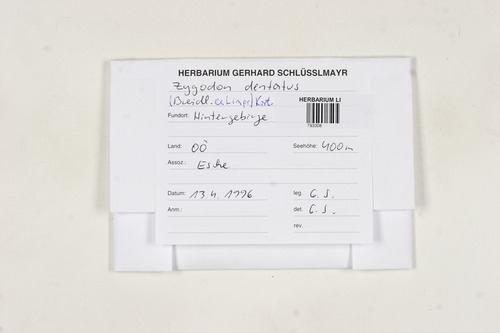 HERBARIUM GERHARD SCHLÜSSLMAYR
Zygodon dentatus
(Breidl. ex Limpr.) Kart.
HERBARIUM LI
Fundort: Hintergebirge
Land: OÖ
Seehöhe: 400m
Assoz.: Esche
Datum: 13.4.1996
leg. G.S.
Anm.:
det. G.S.
rev.